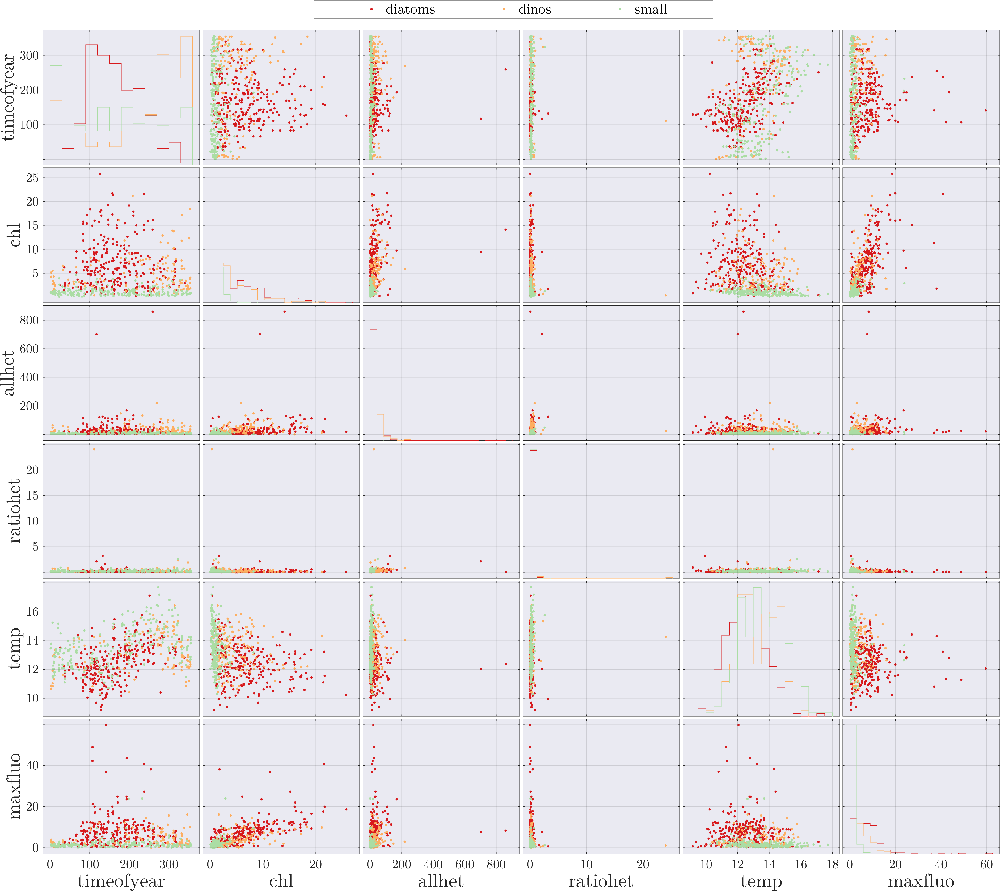 diatoms dinos small
timeofyear
300
200
100
chl
25
20
15
10
5
allhet
800
600
400
200
ratiohet
20
15
10
5
temp
16
14
12
10
maxfluo
40
20
0
0 100 200 300 0 10 20 0 200 400 600 800 0 10 20 10 12 14 16 18 0 20 40 60
timeofyear chl allhet ratiohet temp maxfluo